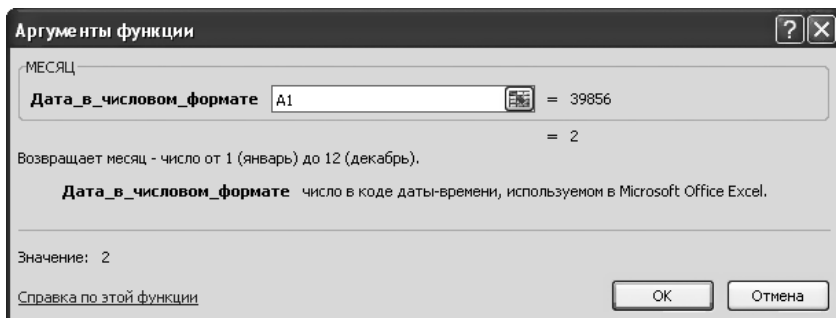 Аргументы функции
МЕСЯЦ
Дата_в_числовом_формате A1 = 39856
= 2
Возвращает месяц - число от 1 (январь) до 12 (декабрь).
Дата_в_числовом_формате число в коде даты-времени, используемом в Microsoft Office Excel.
Значение: 2
Справка по этой функции ОК Отмена